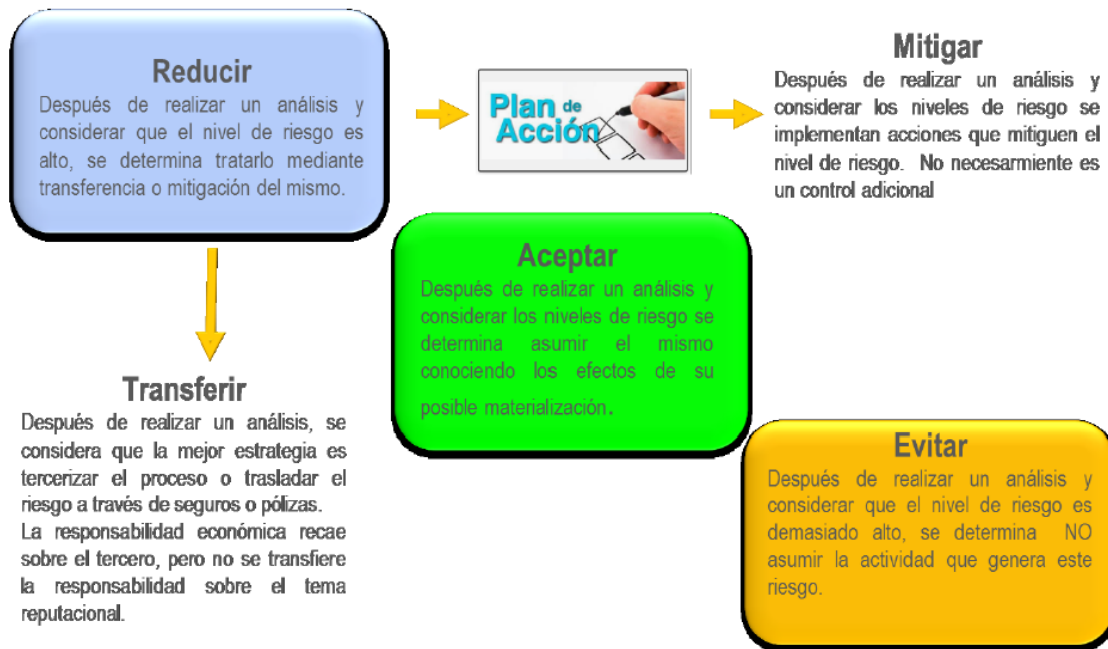 Reducir
Después de realizar un análisis y
considerar que el nivel de riesgo es
alto, se determina tratarlo mediante
transferencia o mitigación del mismo.
Plan de
Acción
Mitigar
Después de realizar un análisis y
considerar los niveles de riesgo se
implementan acciones que mitiguen el
nivel de riesgo. No necesarmiente es
un control adicional
Aceptar
Después de realizar un análisis y
considerar los niveles de riesgo se
determina asumir el mismo
conociendo los efectos de su
posible materialización.
Transferir
Después de realizar un análisis, se
considera que la mejor estrategia es
tercerizar el proceso o trasladar el
riesgo a través de seguros o pólizas.
La responsabilidad económica recae
sobre el tercero, pero no se transfiere
la responsabilidad sobre el tema
reputacional.
Evitar
Después de realizar un análisis y
considerar que el nivel de riesgo es
demasiado alto, se determina NO
asumir la actividad que genera este
riesgo.